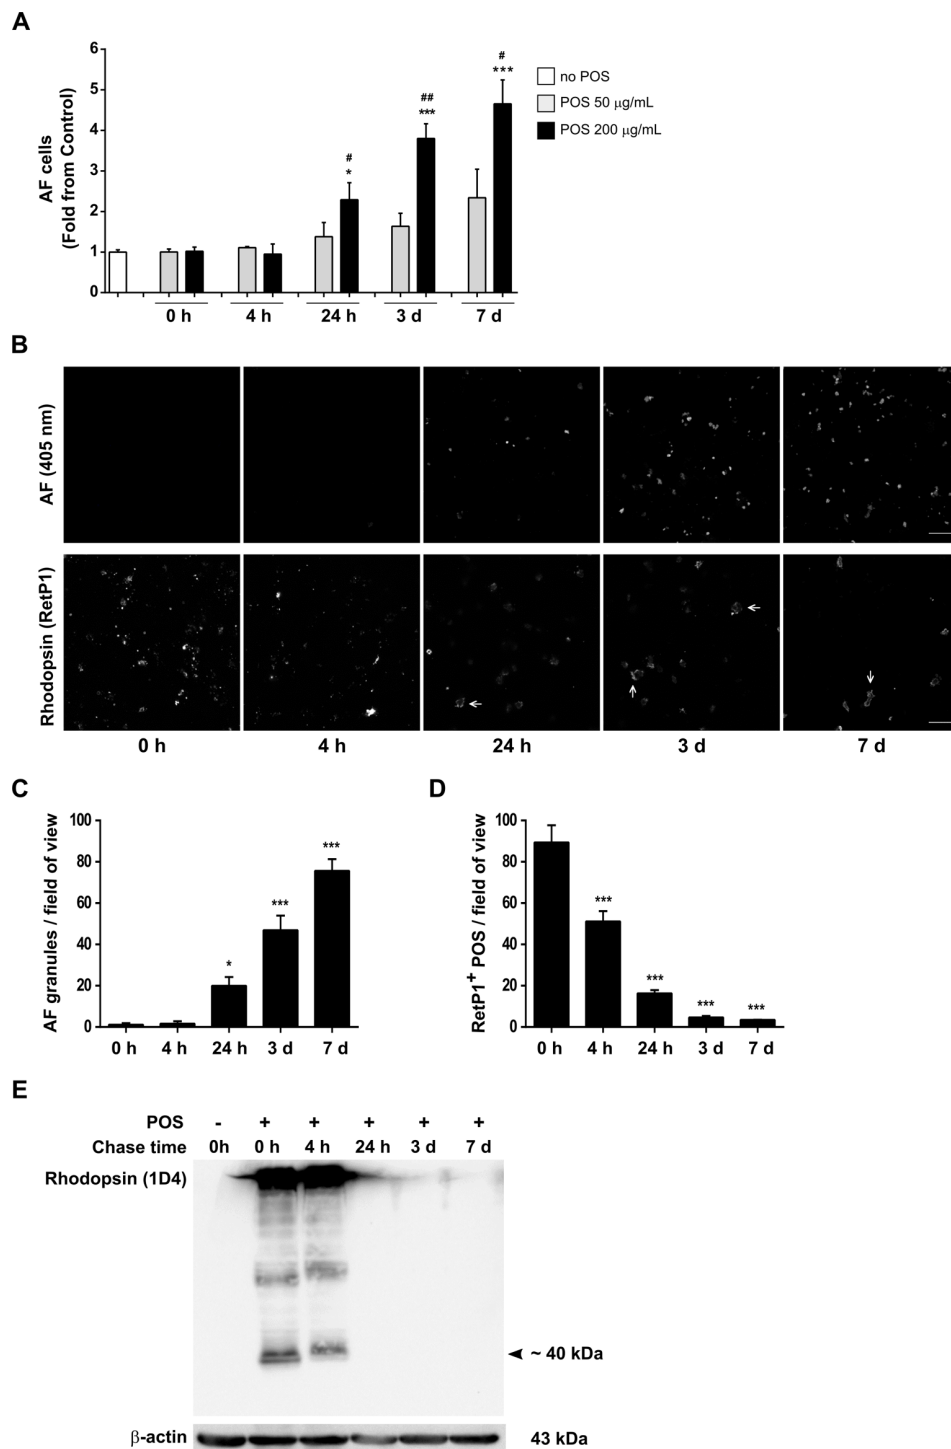 A
AF cells
(Fold from Control)
6
5
4
3
2
1
0
#
*
##
***
#
***
no POS
POS 50 µg/mL
POS 200 µg/mL
0 h 4 h 24 h 3 d 7 d
B
AF (405 nm)
Rhodopsin (RetP1)
0 h 4 h 24 h 3 d 7 d
C
AF granules / field of view
100
80
60
40
20
0
*
***
***
0 h 4 h 24 h 3 d 7 d
D
RetP1+ POS / field of view
100
80
60
40
20
0
***
***
***
***
0 h 4 h 24 h 3 d 7 d
E
POS - + + + + +
Chase time 0h 0 h 4 h 24 h 3 d 7 d
Rhodopsin (1D4)
~ 40 kDa
β-actin 43 kDa